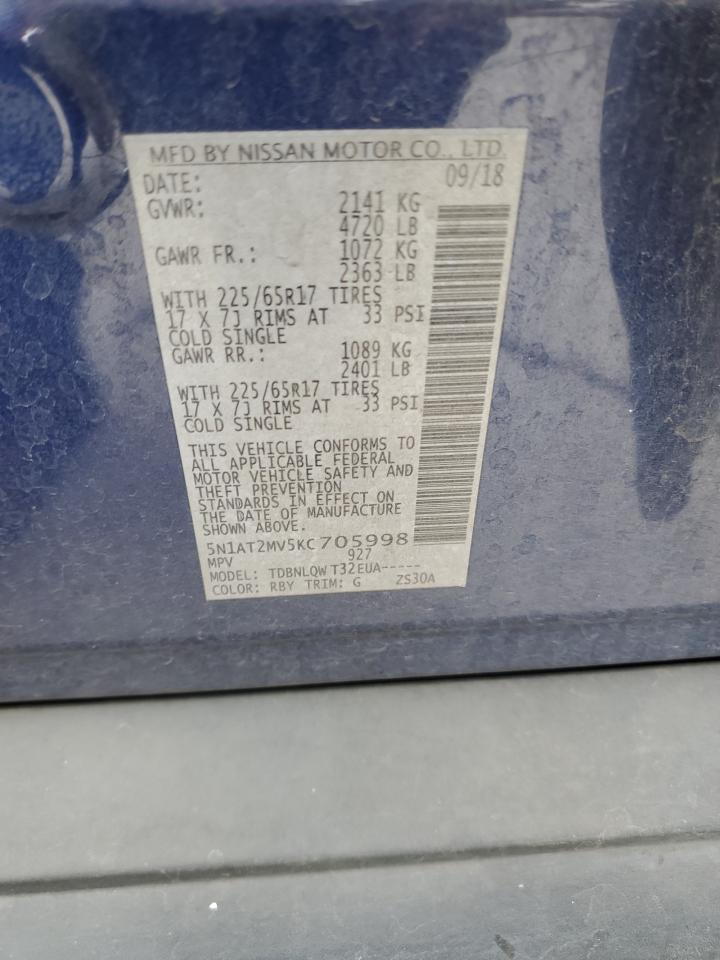 MFD BY NISSAN MOTOR CO., LTD.
DATE: 09/18
GVWR: 2141 KG
4720 LB
GAWR FR.: 1072 KG
2363 LB
WITH 225/65R17 TIRES
17 X 7J RIMS AT 33 PSI
COLD SINGLE
GAWR RR.: 1089 KG
2401 LB
WITH 225/65R17 TIRES
17 X 7J RIMS AT 33 PSI
COLD SINGLE
THIS VEHICLE CONFORMS TO
ALL APPLICABLE FEDERAL
MOTOR VEHICLE SAFETY AND
THEFT PREVENTION
STANDARDS IN EFFECT ON
THE DATE OF MANUFACTURE
SHOWN ABOVE.
5N1AT2MV5KC705998
MPV 927
MODEL: TDBNLQW T32EUA-----
COLOR: RBY TRIM: G ZS30A